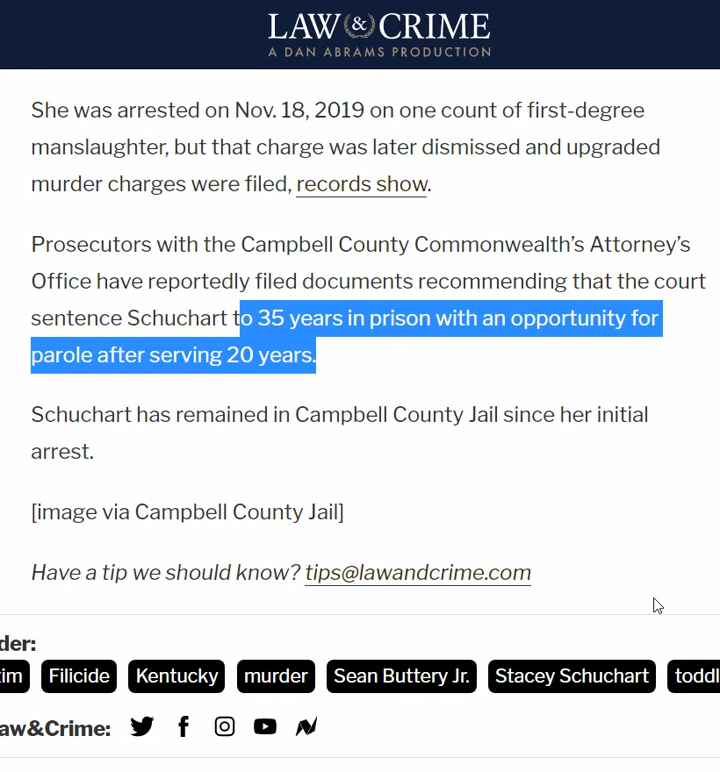 LAW & CRIME
A DAN ABRAMS PRODUCTION
She was arrested on Nov. 18, 2019 on one count of first-degree
manslaughter, but that charge was later dismissed and upgraded
murder charges were filed, records show.
Prosecutors with the Campbell County Commonwealth’s Attorney’s
Office have reportedly filed documents recommending that the court
sentence Schuchart to 35 years in prison with an opportunity for
parole after serving 20 years.
Schuchart has remained in Campbell County Jail since her initial
arrest.
[image via Campbell County Jail]
Have a tip we should know? tips@lawandcrime.com
der:
im Filicide Kentucky murder Sean Buttery Jr. Stacey Schuchart toddl
aw&Crime: